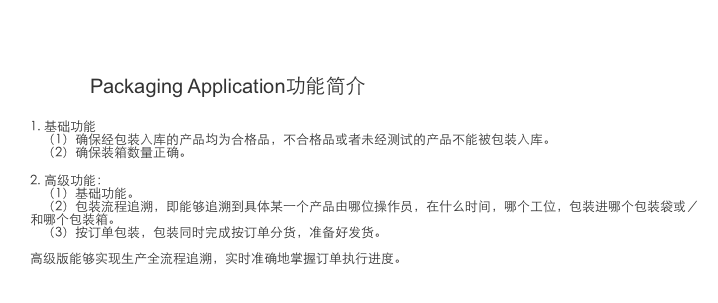 Packaging Application功能简介
1. 基础功能
（1）确保经包装入库的产品均为合格品，不合格品或者未经测试的产品不能被包装入库。
（2）确保装箱数量正确。
2. 高级功能：
（1）基础功能。
（2）包装流程追溯，即能够追溯到具体某一个产品由哪位操作员，在什么时间，哪个工位，包装进哪个包装袋或／
和哪个包装箱。
（3）按订单包装，包装同时完成按订单分货，准备好发货。
高级版能够实现生产全流程追溯，实时准确地掌握订单执行进度。